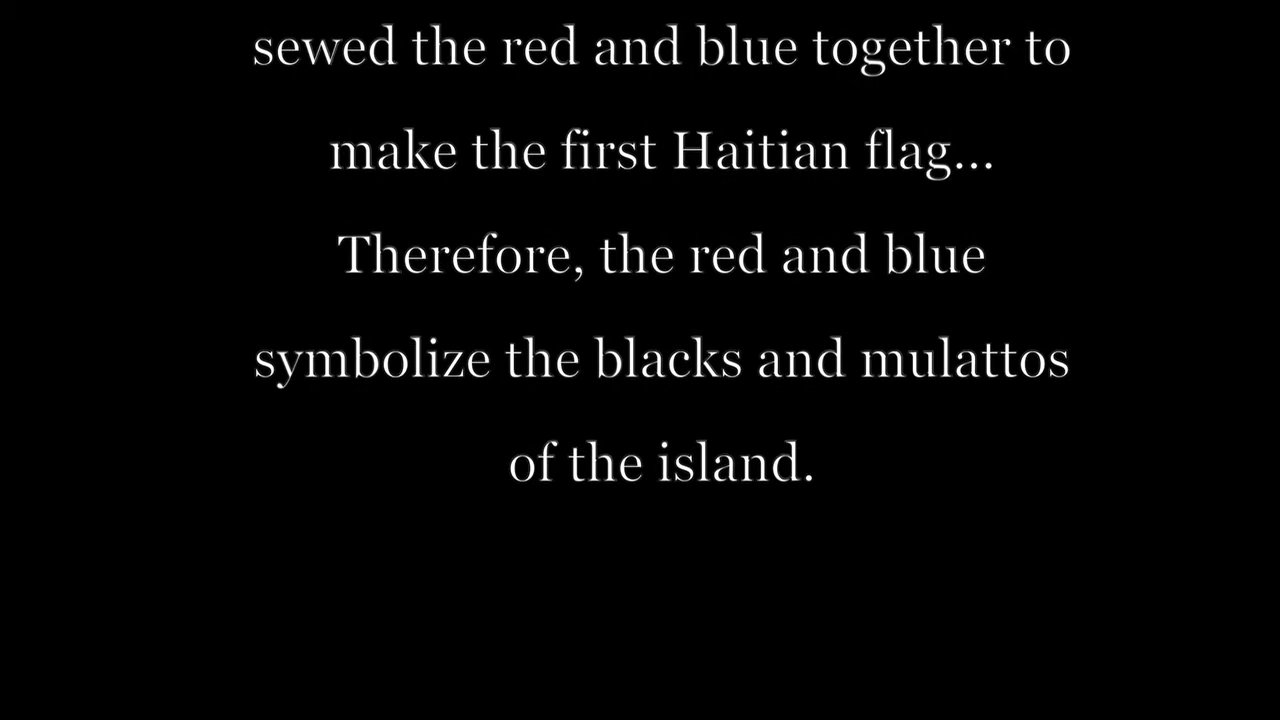 sewed the red and blue together to
make the first Haitian flag...
Therefore, the red and blue
symbolize the blacks and mulattos
of the island.